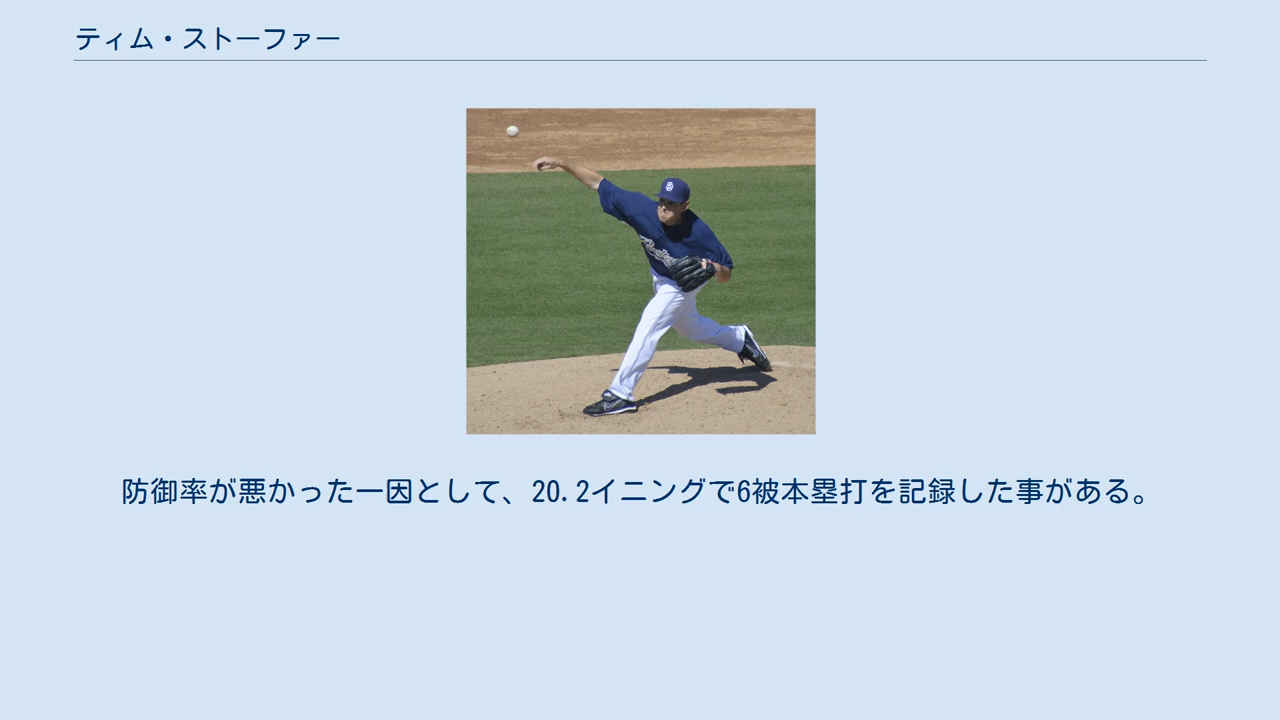 ティム・ストーファー
防御率が悪かった一因として、20.2イニングで6被本塁打を記録した事がある。